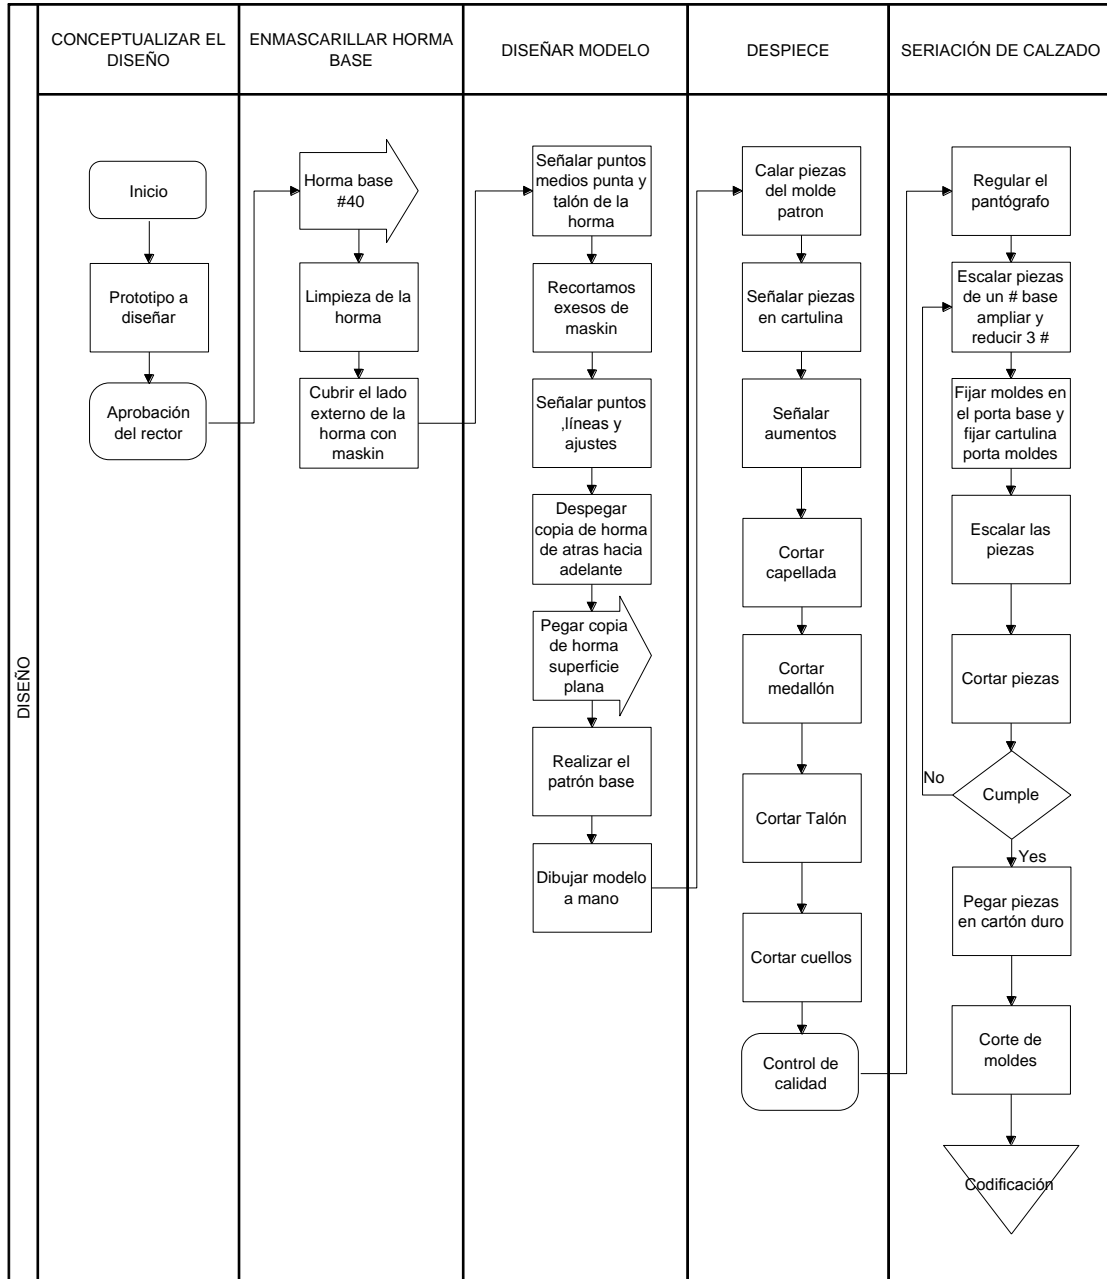 CONCEPTUALIZAR EL
DISEÑO
ENMASCARILLAR HORMA
BASE
DISEÑAR MODELO
DESPIECE
SERIACIÓN DE CALZADO
DISEÑO
Inicio
Prototipo a
diseñar
Aprobación
del rector
Horma base
#40
Limpieza de la
horma
Cubrir el lado
externo de la
horma con
maskin
Señalar puntos
medios punta y
talón de la
horma
Recortamos
exesos de
maskin
Señalar puntos
,líneas y
ajustes
Despegar
copia de horma
de atras hacia
adelante
Pegar copia
de horma
superficie
plana
Realizar el
patrón base
Dibujar modelo
a mano
Calar piezas
del molde
patron
Señalar piezas
en cartulina
Señalar
aumentos
Cortar
capellada
Cortar
medallón
Cortar Talón
Cortar cuellos
Control de
calidad
Regular el
pantógrafo
Escalar piezas
de un # base
ampliar y
reducir 3 #
Fijar moldes en
el porta base y
fijar cartulina
porta moldes
Escalar las
piezas
Cortar piezas
No
Cumple
Yes
Pegar piezas
en cartón duro
Corte de
moldes
Codificación